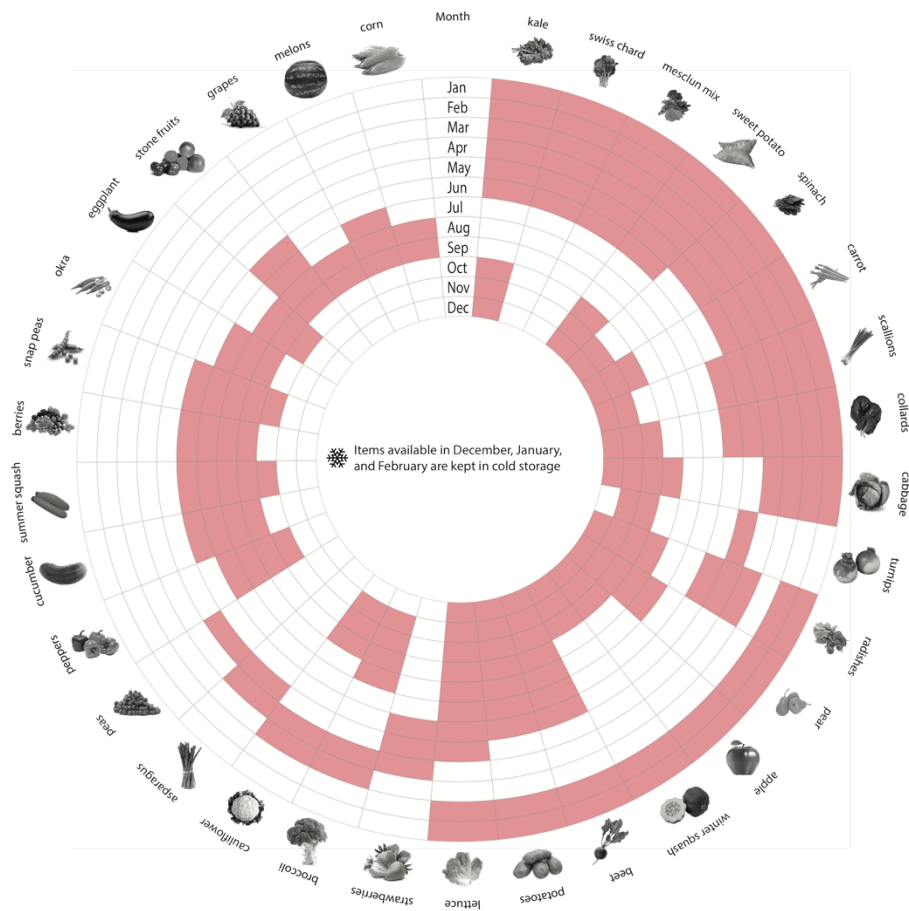 Month
kale
swiss chard
mesclun mix
sweet potato
spinach
carrot
scallions
collards
cabbage
turnips
radishes
pear
apple
winter squash
beet
potatoes
lettuce
strawberries
broccoli
cauliflower
asparagus
peas
peppers
cucumber
summer squash
berries
snap peas
okra
eggplant
stone fruits
grapes
melons
corn
Jan
Feb
Mar
Apr
May
Jun
Jul
Aug
Sep
Oct
Nov
Dec
Items available in December, January,
and February are kept in cold storage